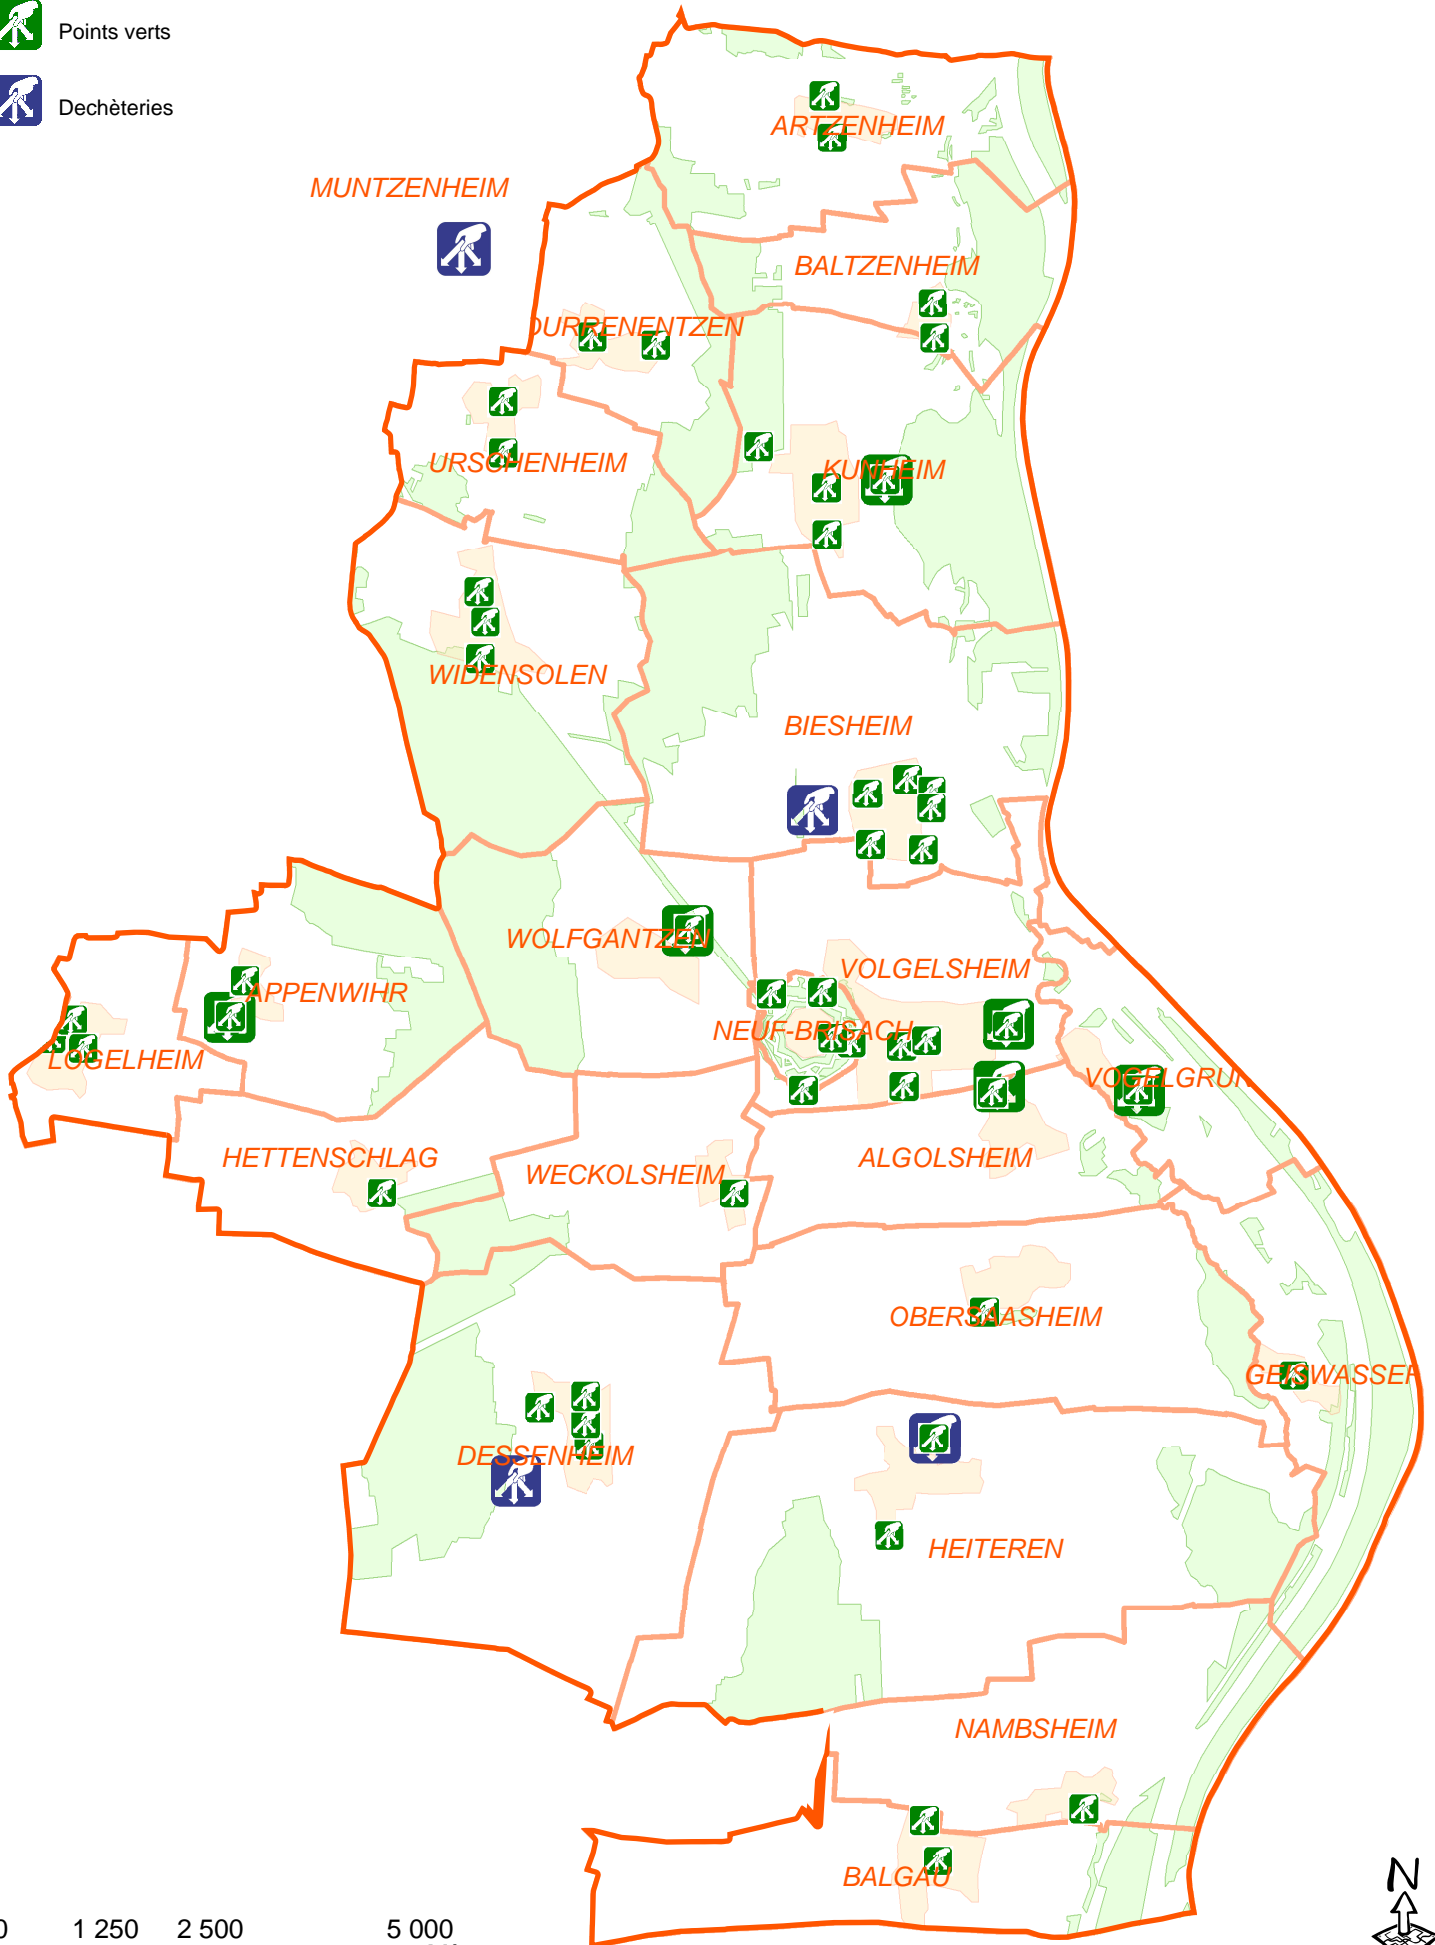 Points verts
Dechèteries
ARTZENHEIM
MUNTZENHEIM
BALTZENHEIM
DURRENENTZEN
URSCHENHEIM
KUNHEIM
WIDENSOLEN
BIESHEIM
WOLFGANTZEN
VOLGELSHEIM
APPENWIHR
NEUF-BRISACH
LOGELHEIM
VOGELGRUN
HETTENSCHLAG
WECKOLSHEIM
ALGOLSHEIM
OBERSAASHEIM
GEISWASSER
DESSENHEIM
HEITEREN
NAMBSHEIM
BALGAU
N
0 1 250 2 500 5 000